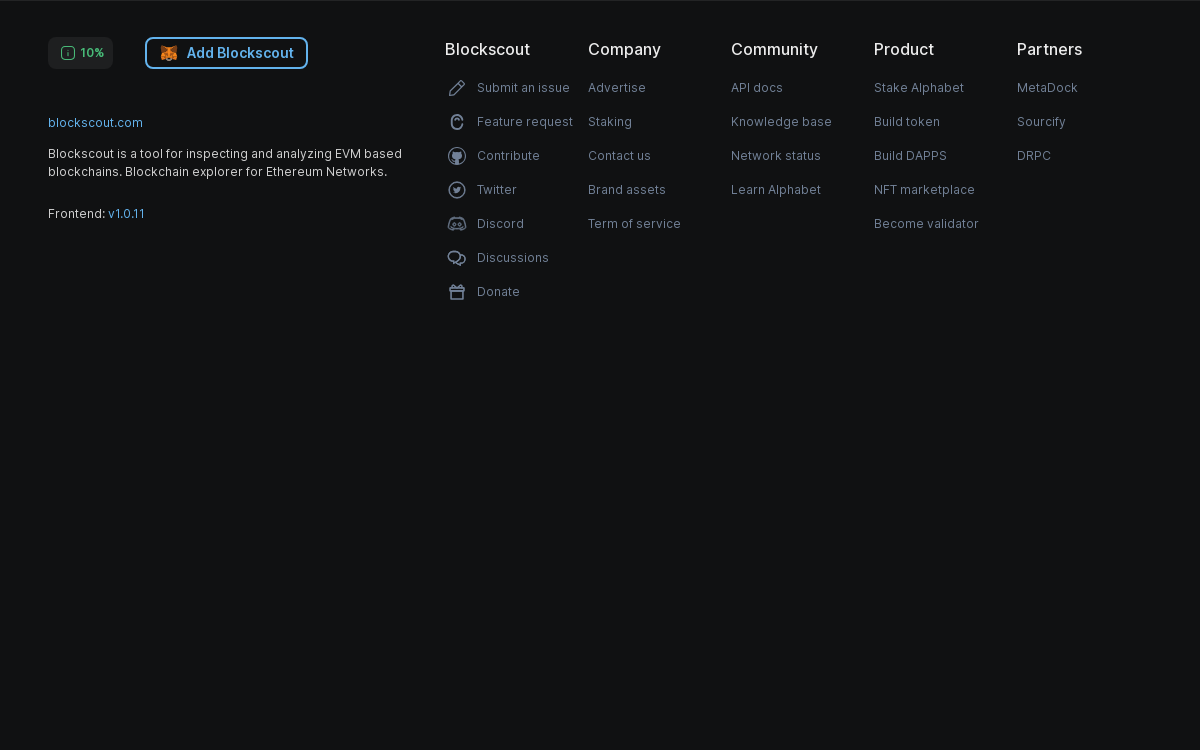 10%
Add Blockscout
blockscout.com
Blockscout is a tool for inspecting and analyzing EVM based
blockchains. Blockchain explorer for Ethereum Networks.
Frontend: v1.0.11
Blockscout
Submit an issue
Feature request
Contribute
Twitter
Discord
Discussions
Donate
Company
Advertise
Staking
Contact us
Brand assets
Term of service
Community
API docs
Knowledge base
Network status
Learn Alphabet
Product
Stake Alphabet
Build token
Build DAPPS
NFT marketplace
Become validator
Partners
MetaDock
Sourcify
DRPC